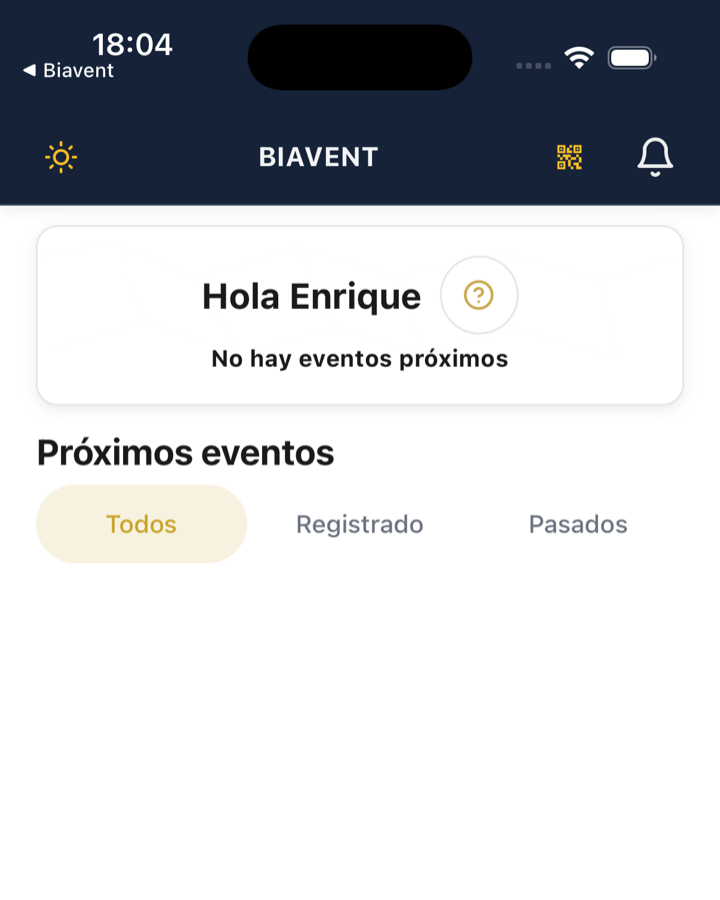 18:04
◀ Biavent
BIAVENT
Hola Enrique
No hay eventos próximos
Próximos eventos
Todos
Registrado
Pasados